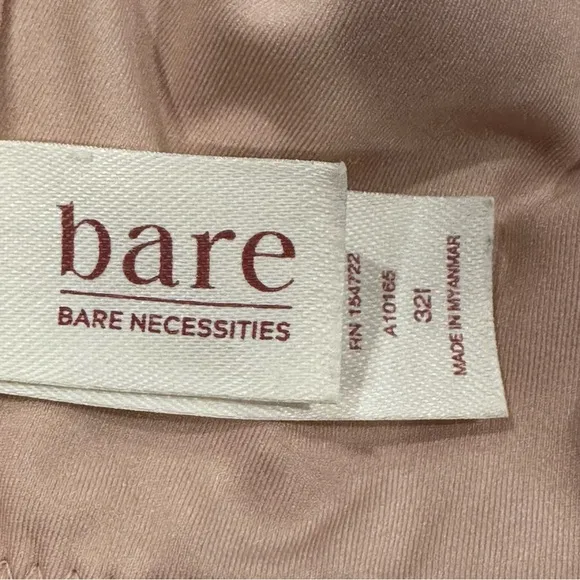 bare
BARE NECESSITIES
RN 154722
A10165
32I
MADE IN MYANMAR